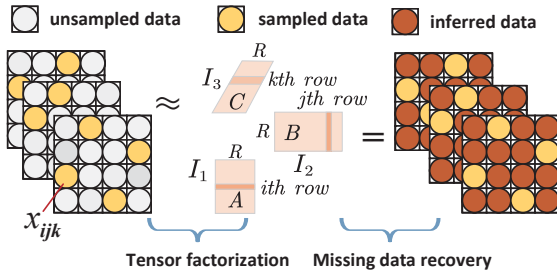 unsampled data
sampled data
inferred data
R
I3
kth row
C
jth row
≈
R
B
=
I1
R
I2
ith row
A
xijk
Tensor factorization
Missing data recovery